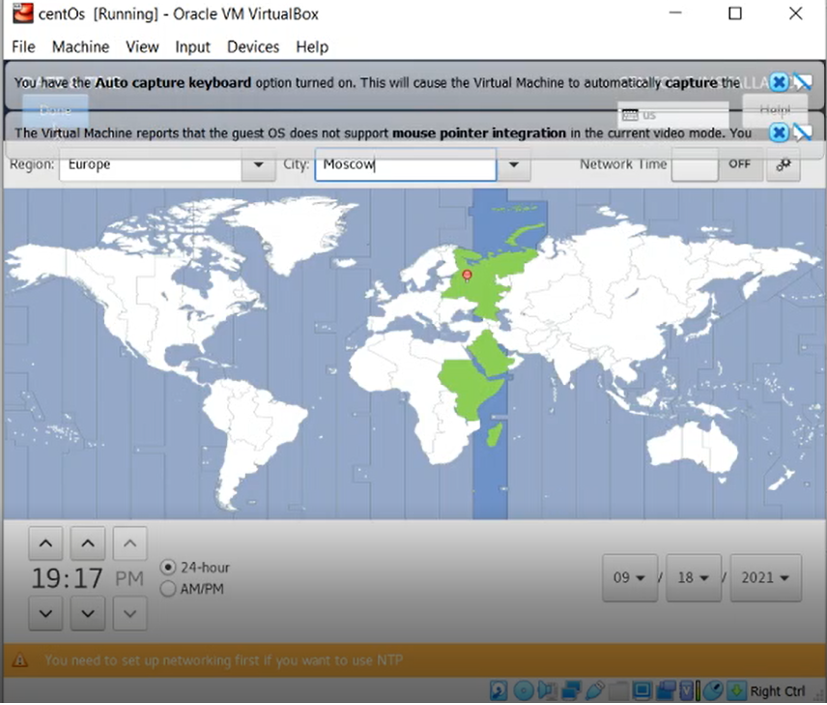 centOs [Running] - Oracle VM VirtualBox
File Machine View Input Devices Help
You have the Auto capture keyboard option turned on. This will cause the Virtual Machine to automatically capture the
Done
us
Help!
The Virtual Machine reports that the guest OS does not support mouse pointer integration in the current video mode. You
Region: Europe City: Moscow Network Time OFF
19:17 PM
24-hour
AM/PM
09 / 18 / 2021
You need to set up networking first if you want to use NTP
Right Ctrl